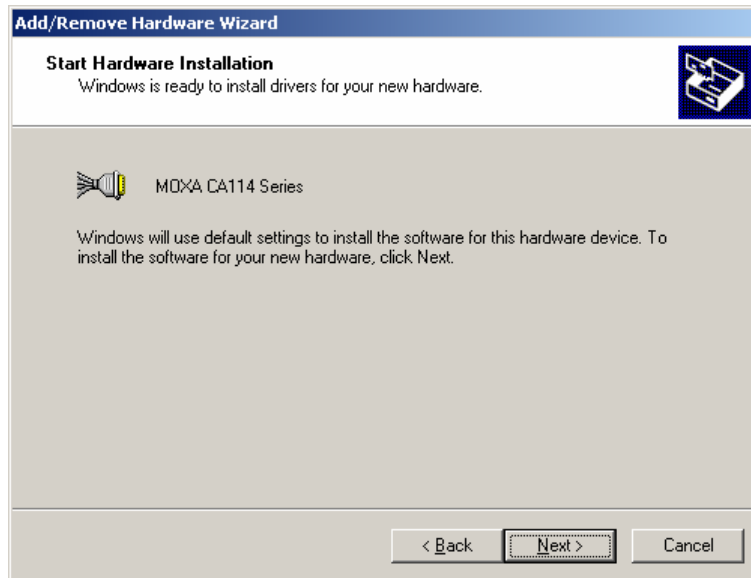 Add/Remove Hardware Wizard
Start Hardware Installation
Windows is ready to install drivers for your new hardware.
MOXA CA114 Series
Windows will use default settings to install the software for this hardware device. To
install the software for your new hardware, click Next.
< Back
Next >
Cancel